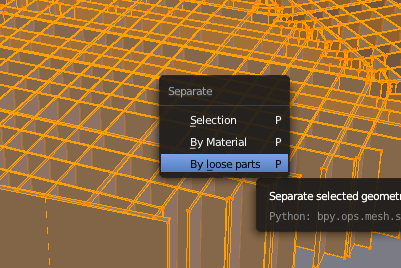 Separate
Selection P
By Material P
By loose parts P
Separate selected geometr
Python: bpy.ops.mesh.s